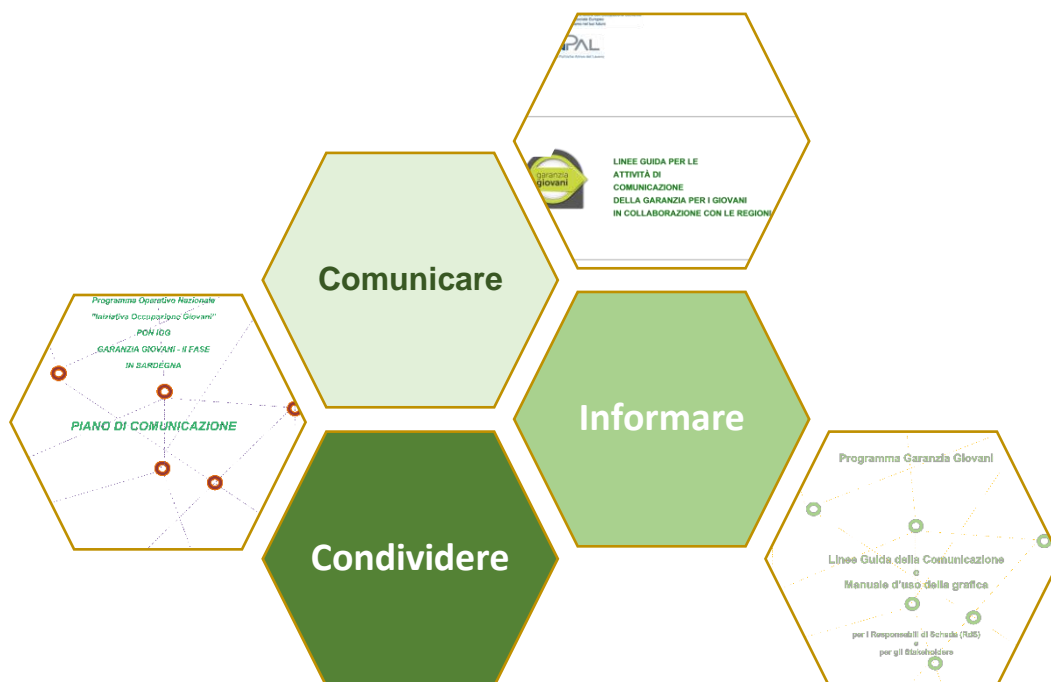 PAL
LINEE GUIDA PER LE
ATTIVITÀ DI
COMUNICAZIONE
DELLA GARANZIA PER I GIOVANI
IN COLLABORAZIONE CON LE REGIONI
garanzia
giovani
Comunicare
Programma Operativo Nazionale
"Iniziativa Occupazione Giovani"
PON IOG
GARANZIA GIOVANI - II FASE
IN SARDEGNA
PIANO DI COMUNICAZIONE
Informare
Condividere
Programma Garanzia Giovani
Linee Guida della Comunicazione
e
Manuale d'uso della grafica
per i Responsabili di Scheda (RdS)
e
per gli Stakeholders